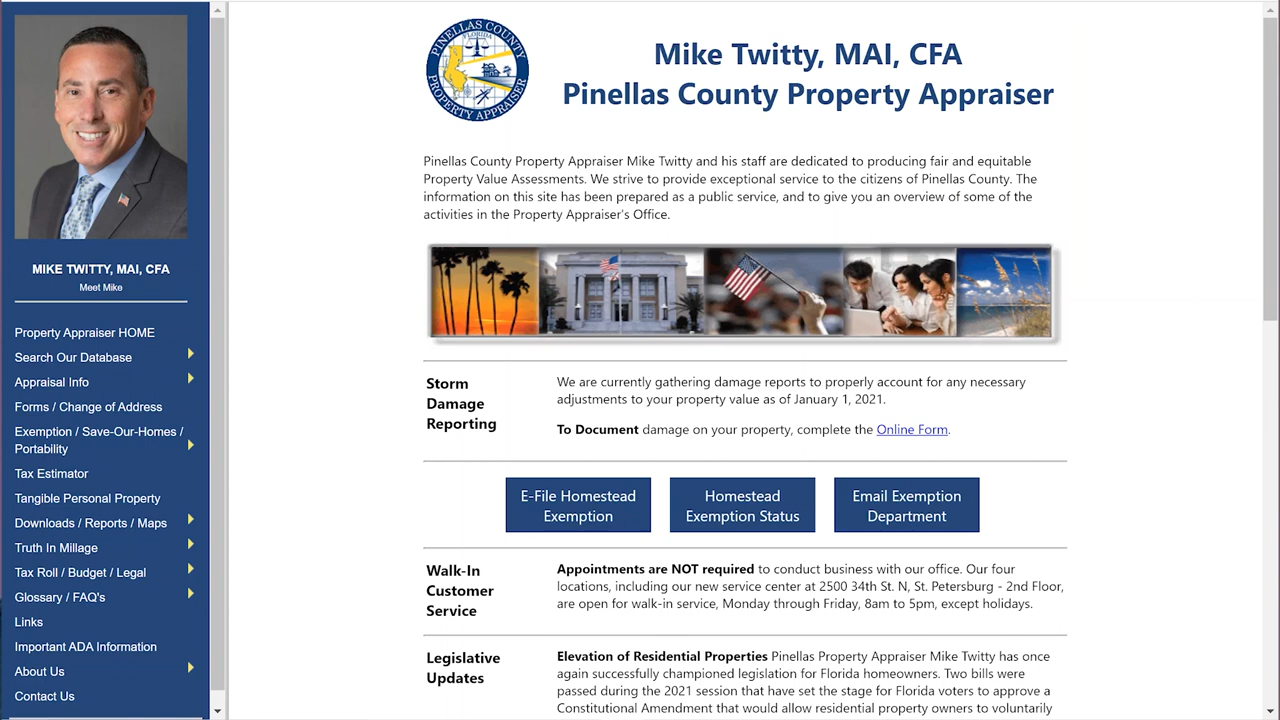 MIKE TWITTY, MAI, CFA
Meet Mike
Property Appraiser HOME
Search Our Database
Appraisal Info
Forms / Change of Address
Exemption / Save-Our-Homes /
Portability
Tax Estimator
Tangible Personal Property
Downloads / Reports / Maps
Truth In Millage
Tax Roll / Budget / Legal
Glossary / FAQ's
Links
Important ADA Information
About Us
Contact Us
PINELLAS COUNTY
FLORIDA
PROPERTY APPRAISER
Mike Twitty, MAI, CFA
Pinellas County Property Appraiser
Pinellas County Property Appraiser Mike Twitty and his staff are dedicated to producing fair and equitable
Property Value Assessments. We strive to provide exceptional service to the citizens of Pinellas County. The
information on this site has been prepared as a public service, and to give you an overview of some of the
activities in the Property Appraiser's Office.
Storm
Damage
Reporting
We are currently gathering damage reports to properly account for any necessary
adjustments to your property value as of January 1, 2021.
To Document damage on your property, complete the Online Form.
E-File Homestead
Exemption
Homestead
Exemption Status
Email Exemption
Department
Walk-In
Customer
Service
Appointments are NOT required to conduct business with our office. Our four
locations, including our new service center at 2500 34th St. N, St. Petersburg - 2nd Floor,
are open for walk-in service, Monday through Friday, 8am to 5pm, except holidays.
Legislative
Updates
Elevation of Residential Properties Pinellas Property Appraiser Mike Twitty has once
again successfully championed legislation for Florida homeowners. Two bills were
passed during the 2021 session that have set the stage for Florida voters to approve a
Constitutional Amendment that would allow residential property owners to voluntarily